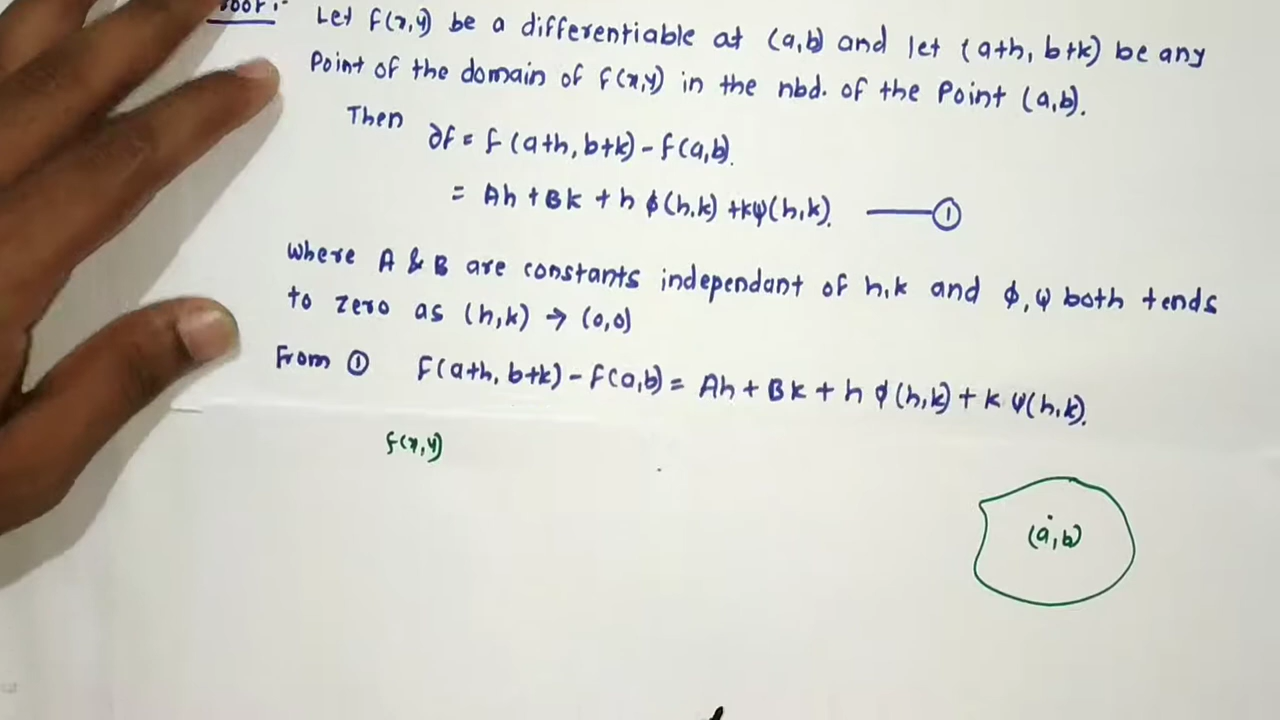 Let f(x,y) be a differentiable at (a,b) and let (a+h, b+k) be any
Point of the domain of f(x,y) in the nbd. of the Point (a,b).
Then ∂f = f(a+h, b+k) - f(a,b).
= Ah + Bk + h ϕ(h,k) + kψ(h,k). ——①
where A & B are constants independant of h,k and ϕ,ψ both tends
to zero as (h,k) → (0,0)
From ① f(a+h, b+k) - f(a,b) = Ah + Bk + h ϕ(h,k) + k ψ(h,k).
f(x,y)
(a,b)